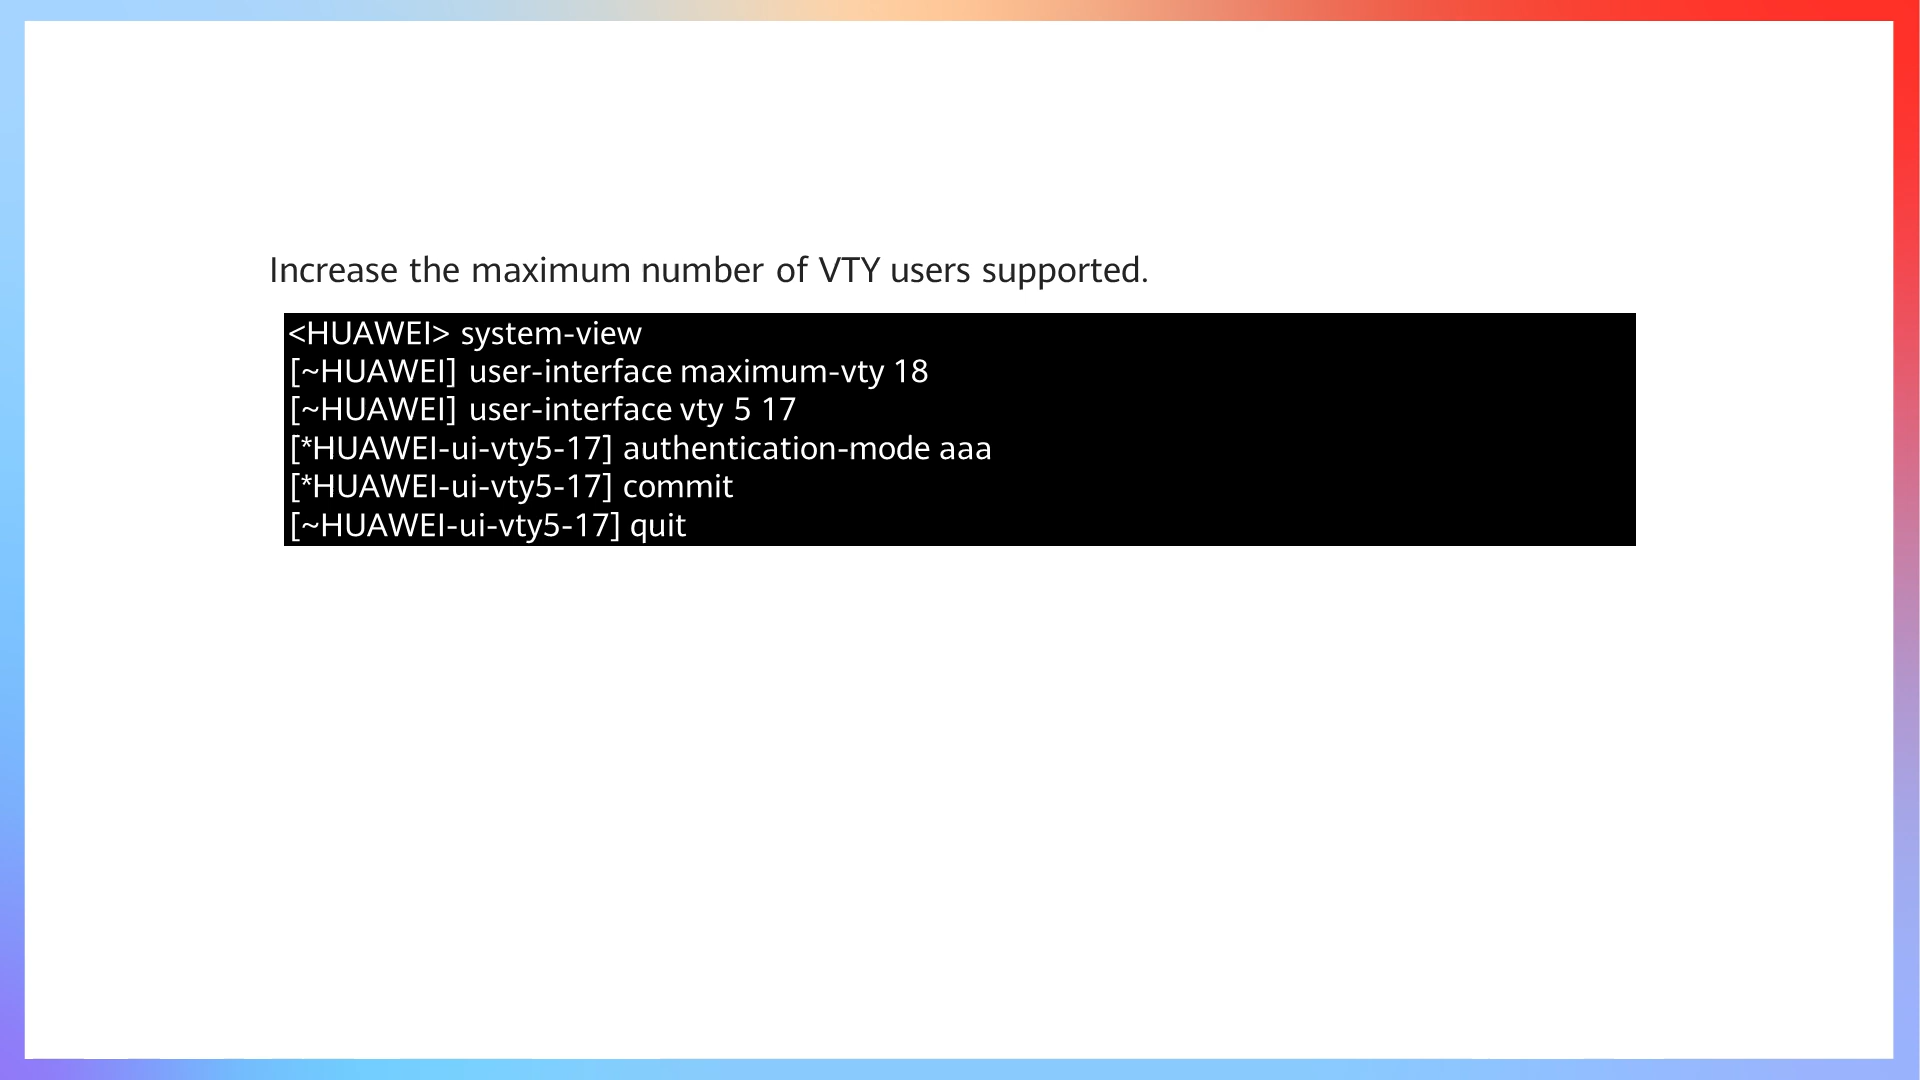 Increase the maximum number of VTY users supported.
<HUAWEI> system-view
[~HUAWEI] user-interface maximum-vty 18
[~HUAWEI] user-interface vty 5 17
[*HUAWEI-ui-vty5-17] authentication-mode aaa
[*HUAWEI-ui-vty5-17] commit
[~HUAWEI-ui-vty5-17] quit